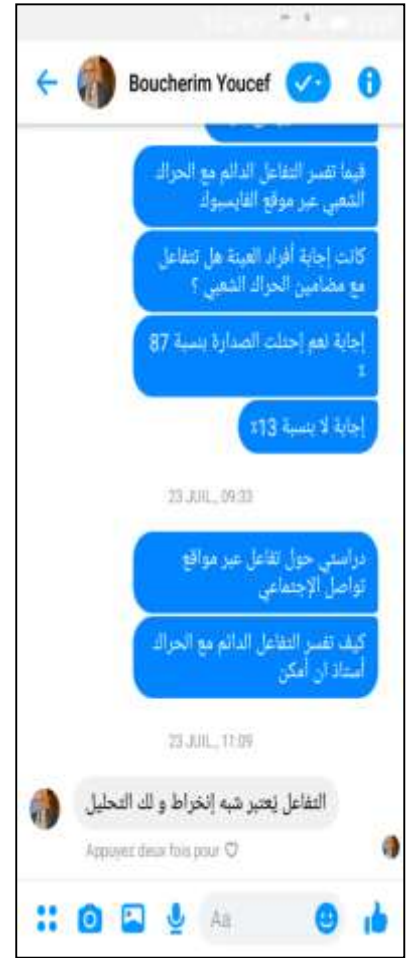 Boucherim Youcef
فيما تفسر التفاعل الدائم مع الحراك
الشعبي عبر موقع الفايسبوك
كانت إجابة أفراد العينة هل تتفاعل
مع مضامين الحراك الشعبي ؟
إجابة نعم إحتلت الصدارة بنسبة 87
٪
إجابة لا بنسبة 13٪
23 JUIL., 09:33
دراستي حول تفاعل عبر مواقع
تواصل الإجتماعي
كيف تفسر التفاعل الدائم مع الحراك
أستاذ ان أمكن
23 JUIL., 11:09
التفاعل يُعتبر شبه إنخراط و لك التحليل
Appuyez deux fois pour
Aa